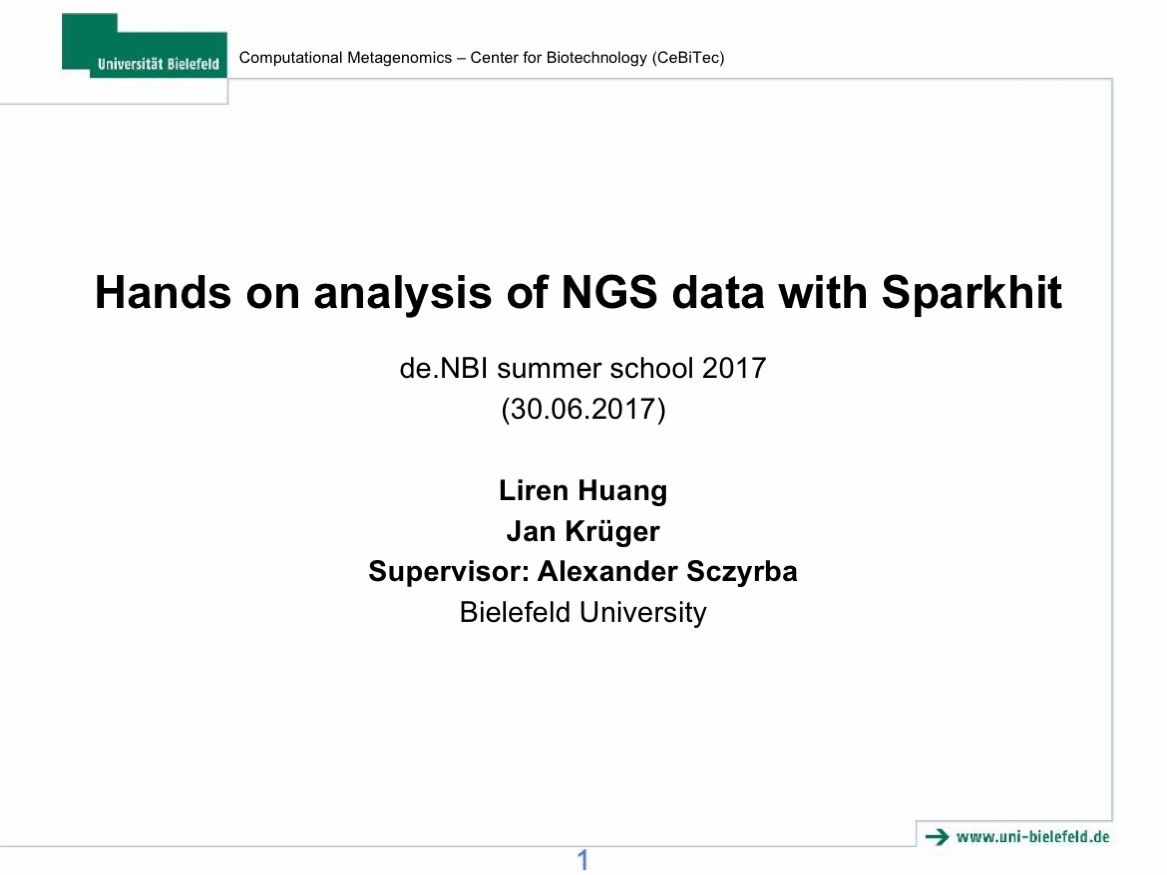 Universität Bielefeld
Computational Metagenomics – Center for Biotechnology (CeBiTec)
Hands on analysis of NGS data with Sparkhit
de.NBI summer school 2017
(30.06.2017)
Liren Huang
Jan Krüger
Supervisor: Alexander Sczyrba
Bielefeld University
www.uni-bielefeld.de
1